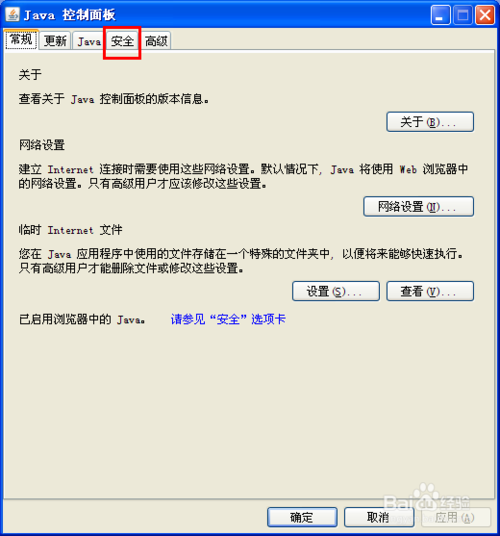 Java 控制面板
常规 更新 Java 安全 高级
关于
查看关于 Java 控制面板的版本信息。
关于(B)...
网络设置
建立 Internet 连接时需要使用这些网络设置。默认情况下, Java 将使用 Web 浏览器中
的网络设置。只有高级用户才应该修改这些设置。
网络设置(N)...
临时 Internet 文件
您在 Java 应用程序中使用的文件存储在一个特殊的文件夹中, 以便将来能够快速执行。
只有高级用户才能删除文件或修改这些设置。
设置(S)... 查看(V)...
已启用浏览器中的 Java。 请参见“安全”选项卡
Baidu经验
确定 取消 应用(A)